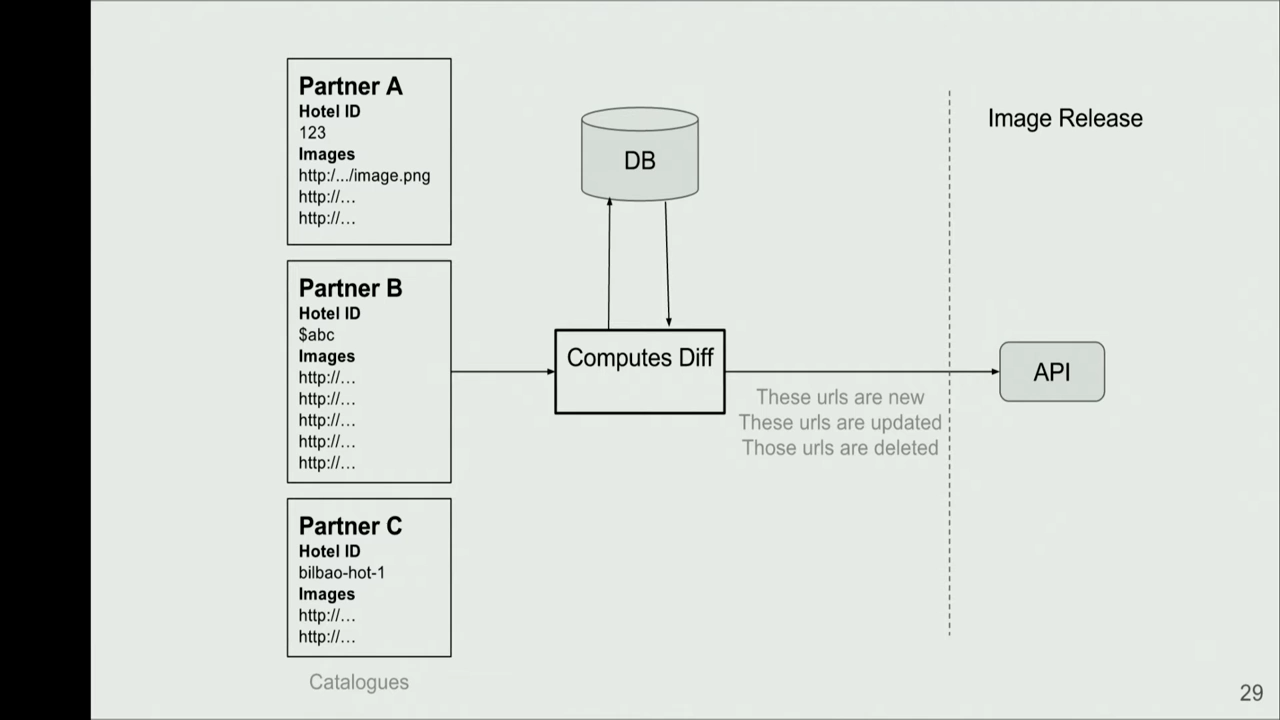 Partner A
Hotel ID
123
Images
http:/.../image.png
http://...
http://...
Partner B
Hotel ID
$abc
Images
http://...
http://...
http://...
http://...
http://...
Partner C
Hotel ID
bilbao-hot-1
Images
http://...
http://...
Catalogues
DB
Computes Diff
These urls are new
These urls are updated
Those urls are deleted
Image Release
API
29